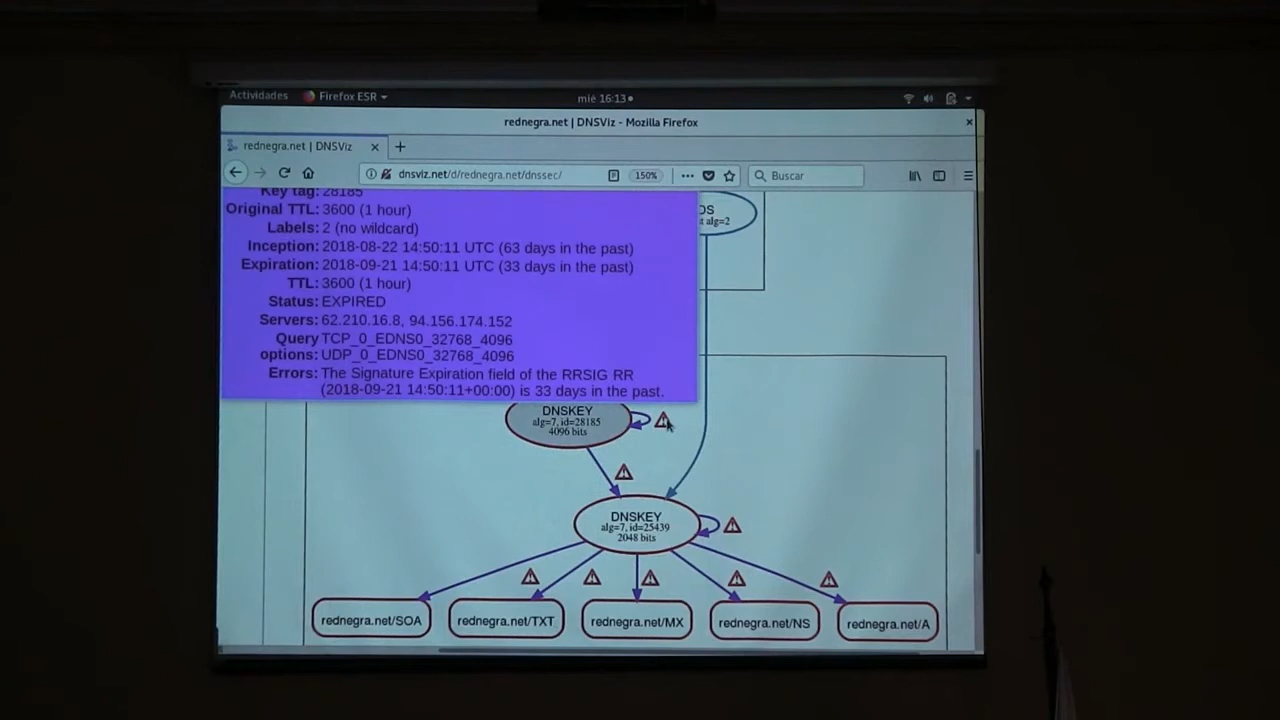 Actividades Firefox ESR mié 16:13
rednegra.net | DNSViz - Mozilla Firefox
rednegra.net | DNSViz
dnsviz.net/d/rednegra.net/dnssec/ 150% Buscar
Key tag: 28185
Original TTL: 3600 (1 hour)
Labels: 2 (no wildcard)
Inception: 2018-08-22 14:50:11 UTC (63 days in the past)
Expiration: 2018-09-21 14:50:11 UTC (33 days in the past)
TTL: 3600 (1 hour)
Status: EXPIRED
Servers: 62.210.16.8, 94.156.174.152
Query TCP_0_EDNS0_32768_4096
options: UDP_0_EDNS0_32768_4096
Errors: The Signature Expiration field of the RRSIG RR
(2018-09-21 14:50:11+00:00) is 33 days in the past.
DS
alg=2
DNSKEY
alg=7, id=28185
4096 bits
DNSKEY
alg=7, id=25439
2048 bits
rednegra.net/SOA rednegra.net/TXT rednegra.net/MX rednegra.net/NS rednegra.net/A